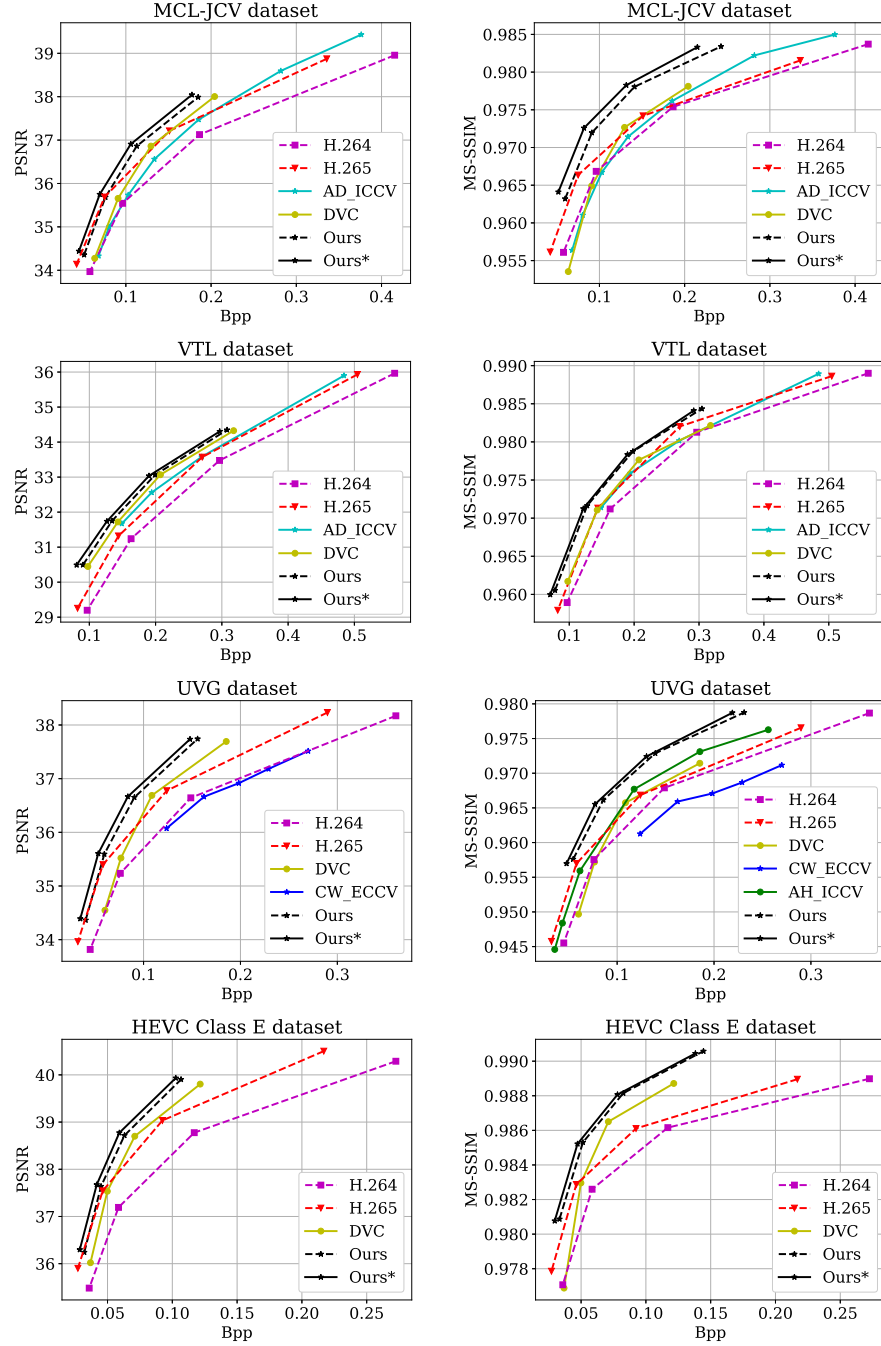 MCL-JCV dataset
39
38
37
36
35
34
PSNR
0.1
0.2
0.3
0.4
Bpp
H.264
H.265
AD_ICCV
DVC
Ours
Ours*
MCL-JCV dataset
0.985
0.980
0.975
0.970
0.965
0.960
0.955
MS-SSIM
0.1
0.2
0.3
0.4
Bpp
H.264
H.265
AD_ICCV
DVC
Ours
Ours*
VTL dataset
36
35
34
33
32
31
30
29
PSNR
0.1
0.2
0.3
0.4
0.5
Bpp
H.264
H.265
AD_ICCV
DVC
Ours
Ours*
VTL dataset
0.990
0.985
0.980
0.975
0.970
0.965
0.960
MS-SSIM
0.1
0.2
0.3
0.4
0.5
Bpp
H.264
H.265
AD_ICCV
DVC
Ours
Ours*
UVG dataset
38
37
36
35
34
PSNR
0.1
0.2
0.3
Bpp
H.264
H.265
DVC
CW_ECCV
Ours
Ours*
UVG dataset
0.980
0.975
0.970
0.965
0.960
0.955
0.950
0.945
MS-SSIM
0.1
0.2
0.3
Bpp
H.264
H.265
DVC
CW_ECCV
AH_ICCV
Ours
Ours*
HEVC Class E dataset
40
39
38
37
36
PSNR
0.05
0.10
0.15
0.20
0.25
Bpp
H.264
H.265
DVC
Ours
Ours*
HEVC Class E dataset
0.990
0.988
0.986
0.984
0.982
0.980
0.978
MS-SSIM
0.05
0.10
0.15
0.20
0.25
Bpp
H.264
H.265
DVC
Ours
Ours*